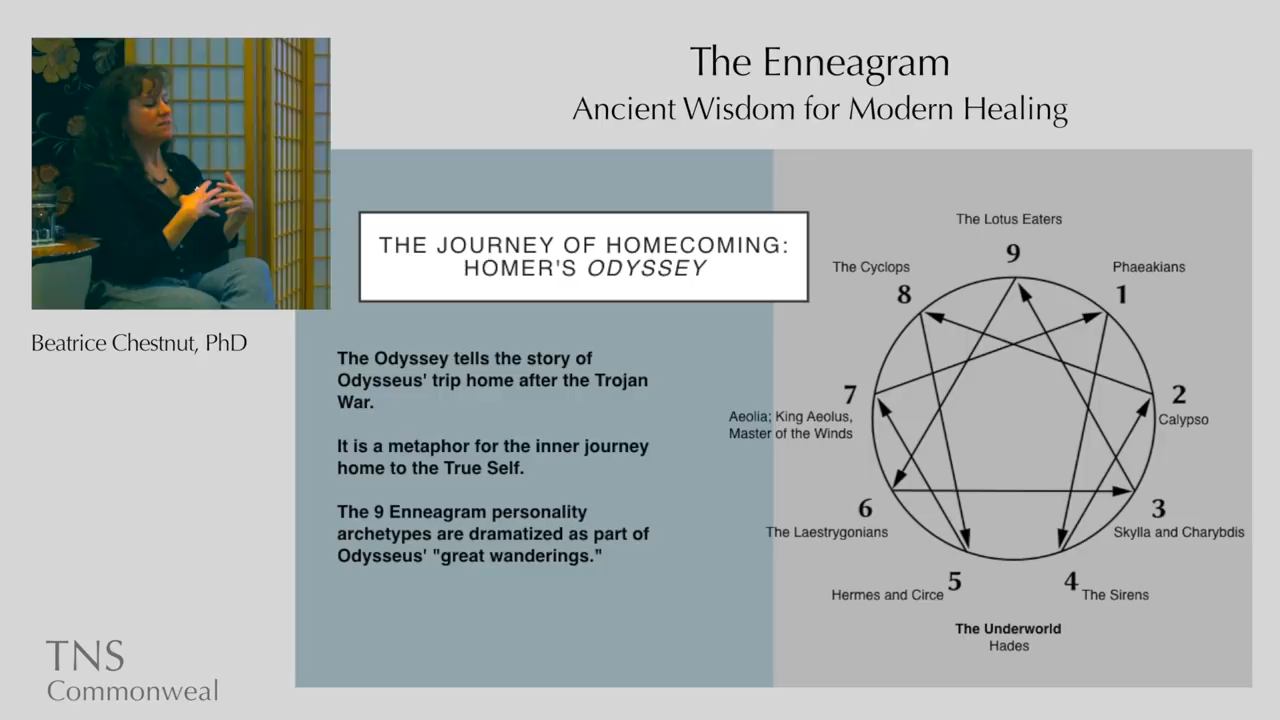 The Enneagram
Ancient Wisdom for Modern Healing
Beatrice Chestnut, PhD
THE JOURNEY OF HOMECOMING:
HOMER'S ODYSSEY
The Odyssey tells the story of
Odysseus' trip home after the Trojan
War.
It is a metaphor for the inner journey
home to the True Self.
The 9 Enneagram personality
archetypes are dramatized as part of
Odysseus' "great wanderings."
The Lotus Eaters
9
The Cyclops
8
Phaeakians
1
7
Aeolia; King Aeolus,
Master of the Winds
2
Calypso
6
The Laestrygonians
3
Skylla and Charybdis
5
Hermes and Circe
4
The Sirens
The Underworld
Hades
TNS
Commonweal